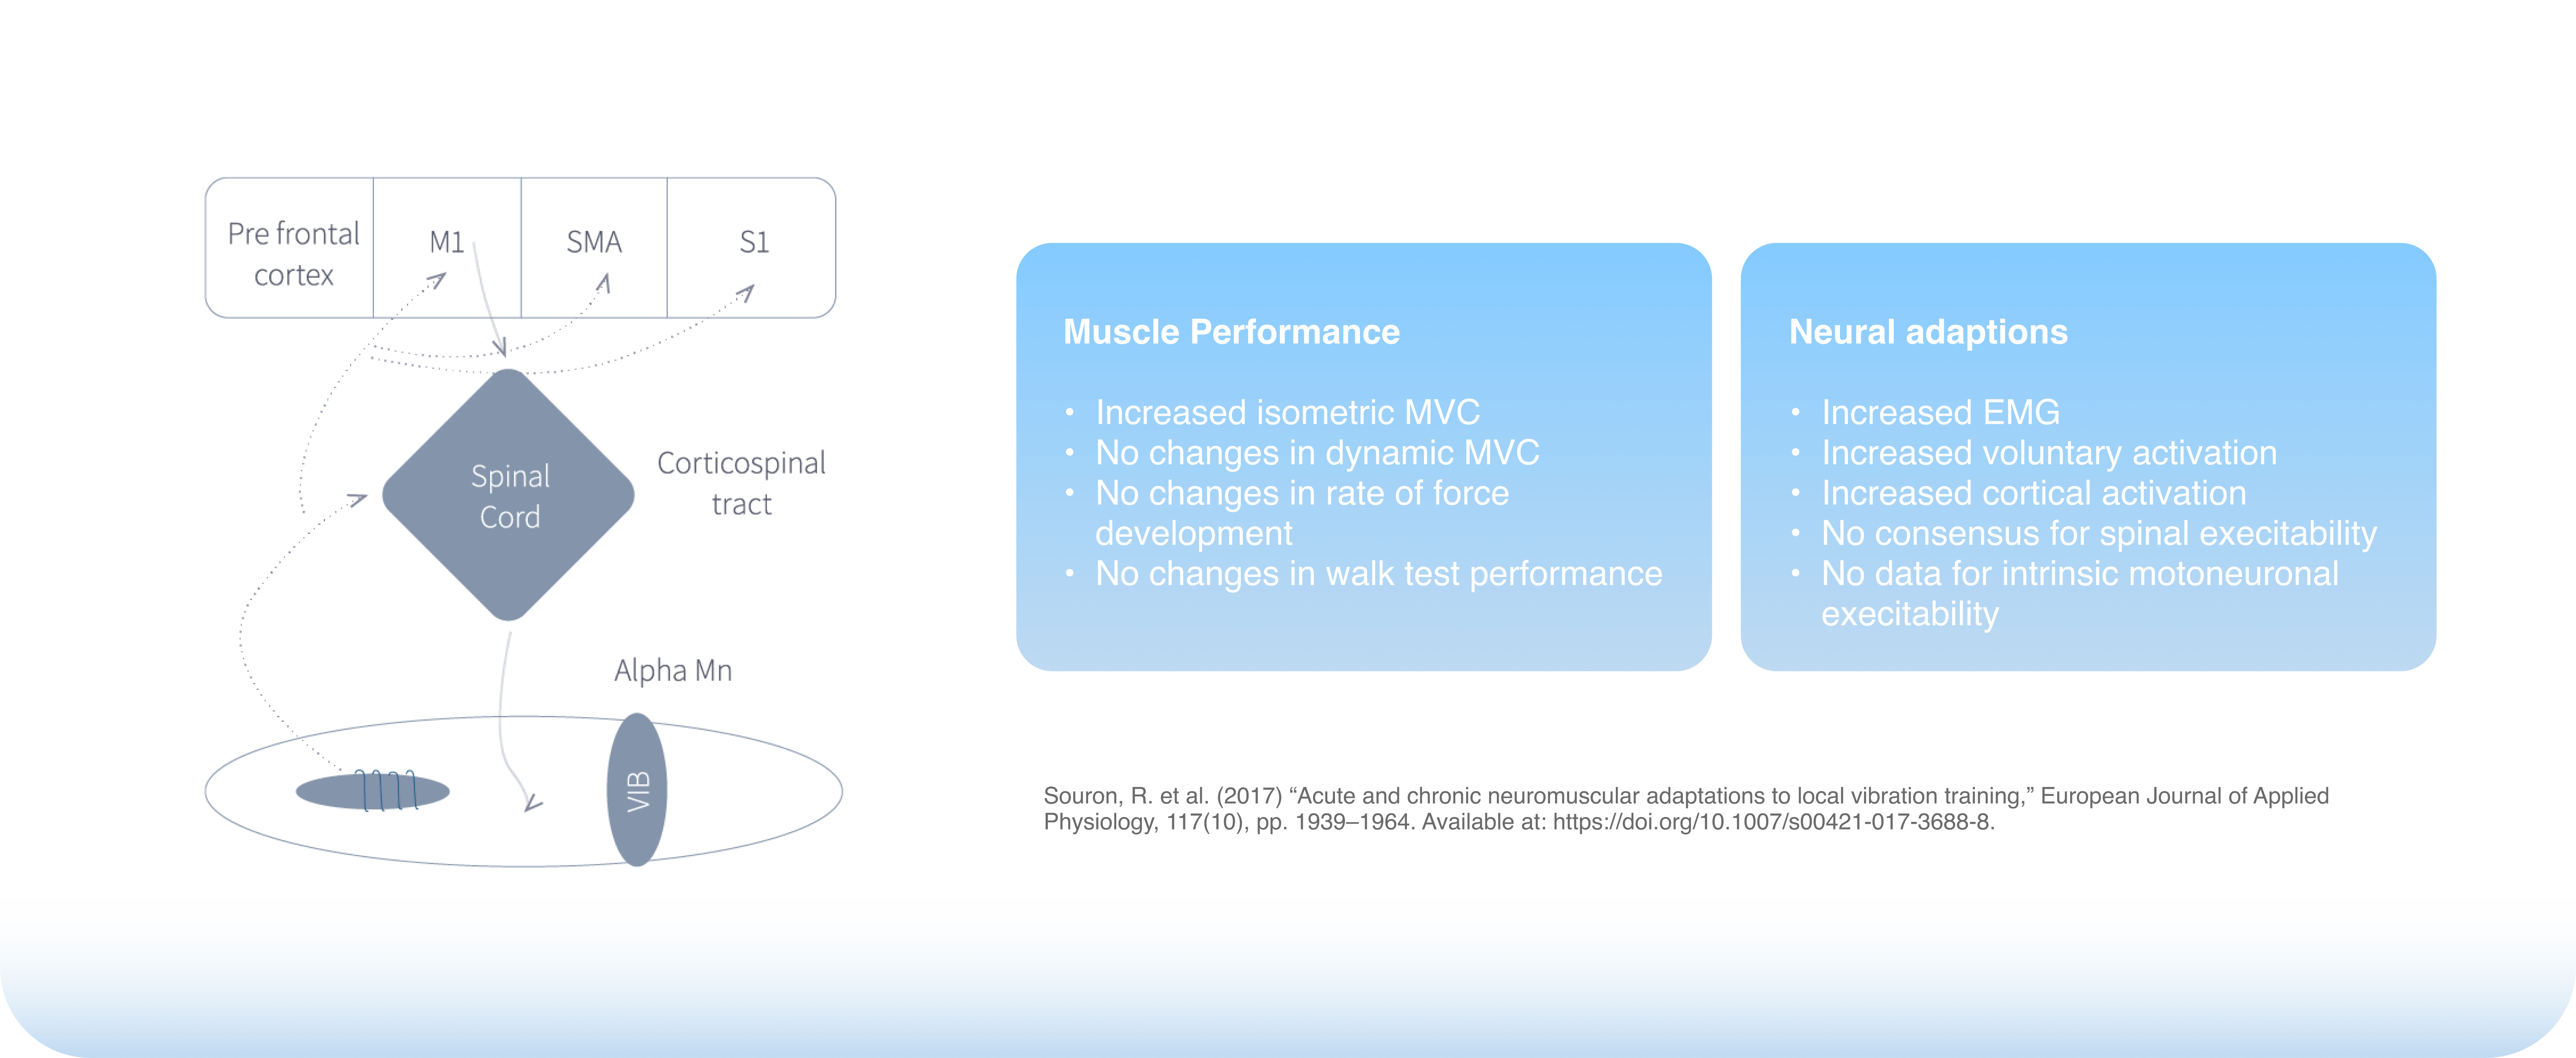 Pre frontal
cortex
M1
SMA
S1
Spinal
Cord
Corticospinal
tract
Alpha Mn
VIB
Muscle Performance
• Increased isometric MVC
• No changes in dynamic MVC
• No changes in rate of force
development
• No changes in walk test performance
Neural adaptions
• Increased EMG
• Increased voluntary activation
• Increased cortical activation
• No consensus for spinal execitability
• No data for intrinsic motoneuronal
execitability
Souron, R. et al. (2017) “Acute and chronic neuromuscular adaptations to local vibration training,” European Journal of Applied
Physiology, 117(10), pp. 1939–1964. Available at: https://doi.org/10.1007/s00421-017-3688-8.